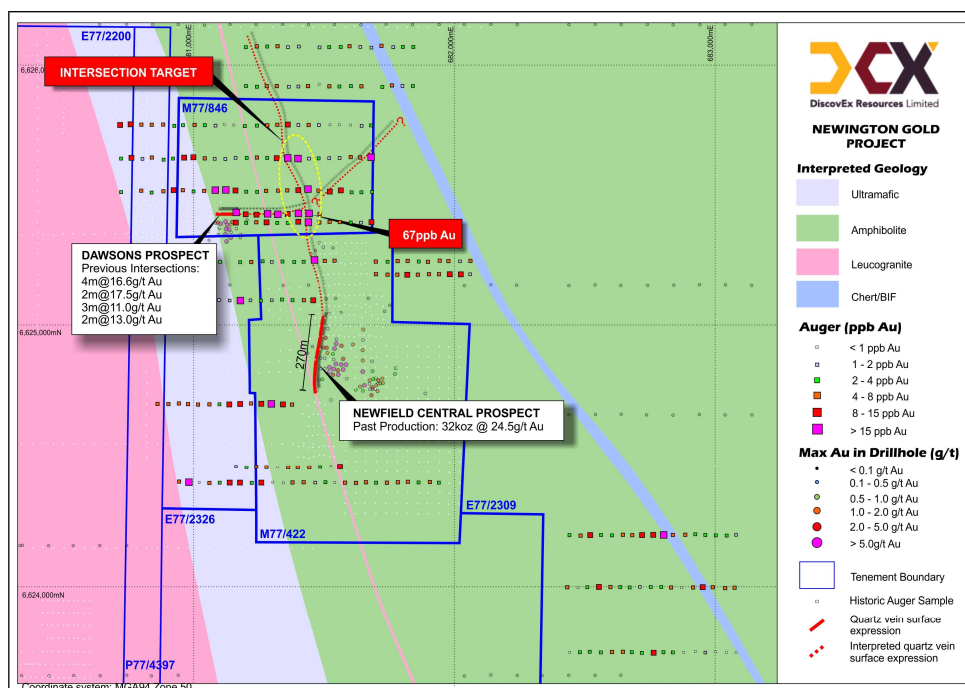 E77/2200
681,000mE
682,000mE
683,000mE
INTERSECTION TARGET
M77/846
67ppb Au
DAWSONS PROSPECT
Previous Intersections:
4m@16.6g/t Au
2m@17.5g/t Au
3m@11.0g/t Au
2m@13.0g/t Au
?
?
6,625,000mN
270m
NEWFIELD CENTRAL PROSPECT
Past Production: 32koz @ 24.5g/t Au
E77/2326
E77/2309
M77/422
6,624,000mN
P77/4397
Coordinate system: MGA94 Zone 50
DCX
DiscovEx Resources Limited
NEWINGTON GOLD
PROJECT
Interpreted Geology
Ultramafic
Amphibolite
Leucogranite
Chert/BIF
Auger (ppb Au)
< 1 ppb Au
1 - 2 ppb Au
2 - 4 ppb Au
4 - 8 ppb Au
8 - 15 ppb Au
> 15 ppb Au
Max Au in Drillhole (g/t)
< 0.1 g/t Au
0.1 - 0.5 g/t Au
0.5 - 1.0 g/t Au
1.0 - 2.0 g/t Au
2.0 - 5.0 g/t Au
> 5.0g/t Au
Tenement Boundary
Historic Auger Sample
Quartz vein surface
expression
Interpreted quartz vein
surface expression